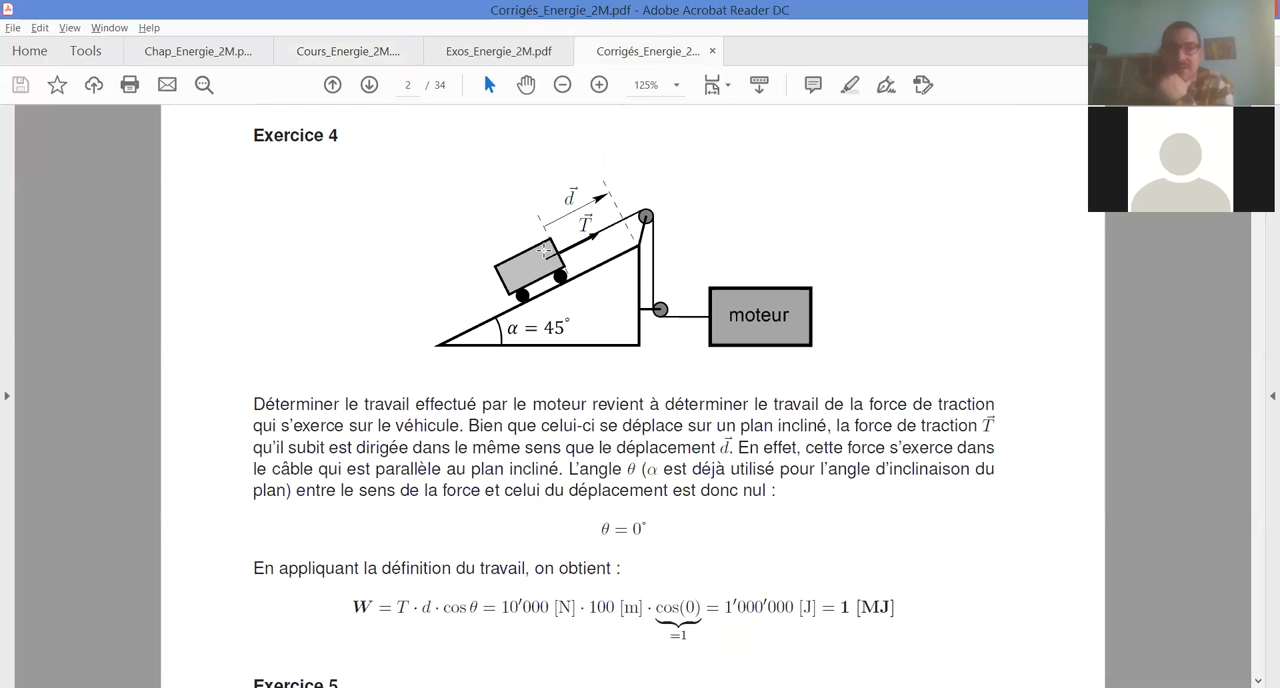 Corrigés_Energie_2M.pdf - Adobe Acrobat Reader DC
File Edit View Window Help
Home Tools Chap_Energie_2M.p... Cours_Energie_2M.... Exos_Energie_2M.pdf Corrigés_Energie_2... ×
2 / 34 125%
Exercice 4
d⃗
T⃗
α = 45°
moteur
Déterminer le travail effectué par le moteur revient à déterminer le travail de la force de traction
qui s'exerce sur le véhicule. Bien que celui-ci se déplace sur un plan incliné, la force de traction T⃗
qu'il subit est dirigée dans le même sens que le déplacement d⃗. En effet, cette force s'exerce dans
le câble qui est parallèle au plan incliné. L'angle θ (α est déjà utilisé pour l'angle d'inclinaison du
plan) entre le sens de la force et celui du déplacement est donc nul :
θ = 0°
En appliquant la définition du travail, on obtient :
W = T · d · cos θ = 10′000 [N] · 100 [m] · cos(0) = 1′000′000 [J] = 1 [MJ]
=1
Exercice 5